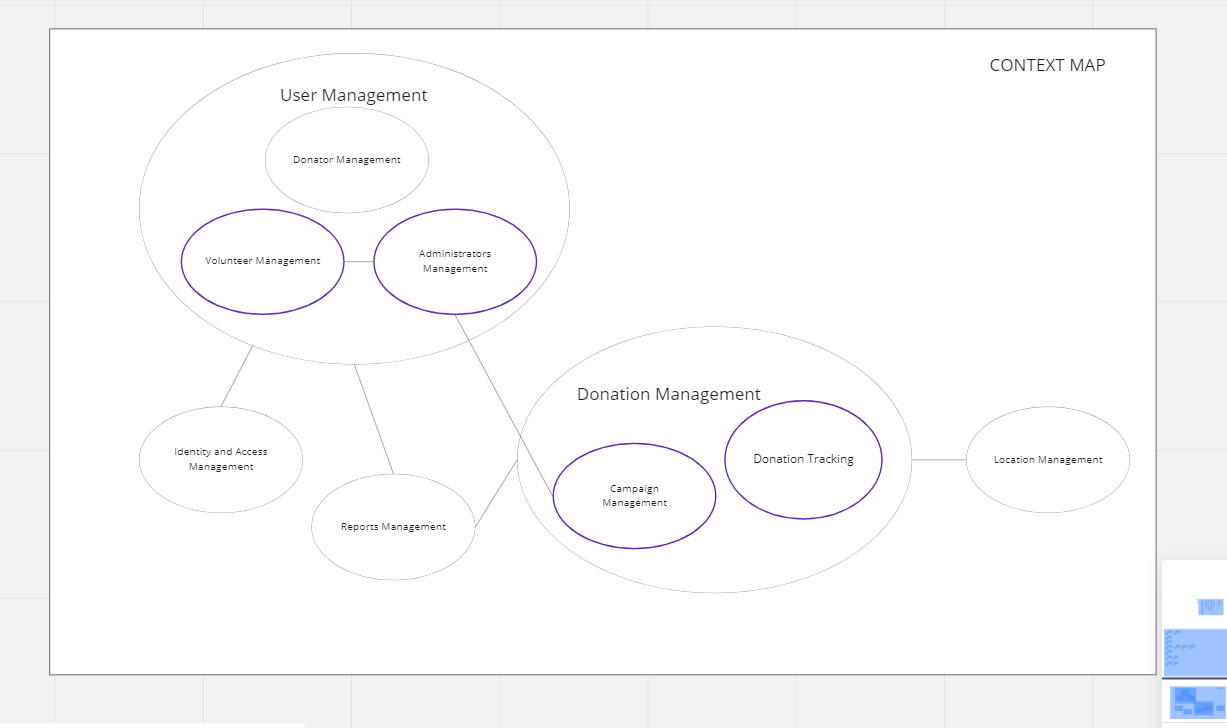 CONTEXT MAP
User Management
Donator Management
Volunteer Management
Administrators
Management
Donation Management
Identity and Access
Management
Donation Tracking
Location Management
Campaign
Management
Reports Management